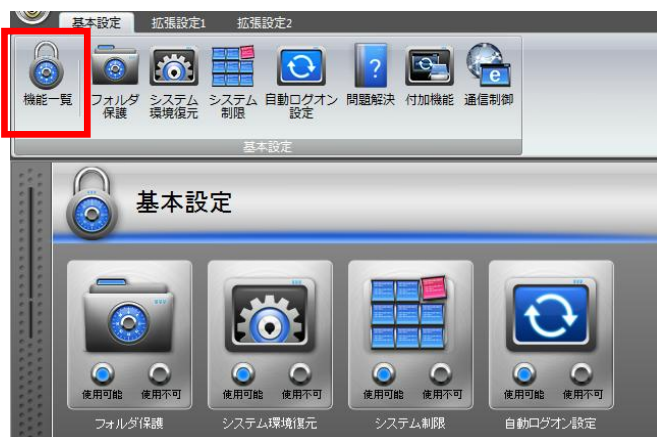 基本設定 拡張設定1 拡張設定2
機能一覧 フォルダ保護 システム環境復元 システム制限 自動ログオン設定 問題解決 付加機能 通信制御
基本設定
基本設定
使用可能 使用不可 使用可能 使用不可 使用可能 使用不可 使用可能 使用不可
フォルダ保護 システム環境復元 システム制限 自動ログオン設定